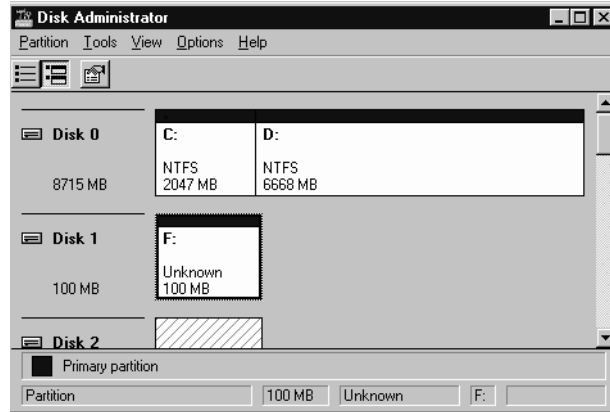 Disk Administrator
Partition Tools View Options Help
Disk 0
8715 MB
C:
NTFS
2047 MB
D:
NTFS
6668 MB
Disk 1
100 MB
F:
Unknown
100 MB
Disk 2
Primary partition
Partition 100 MB Unknown F: